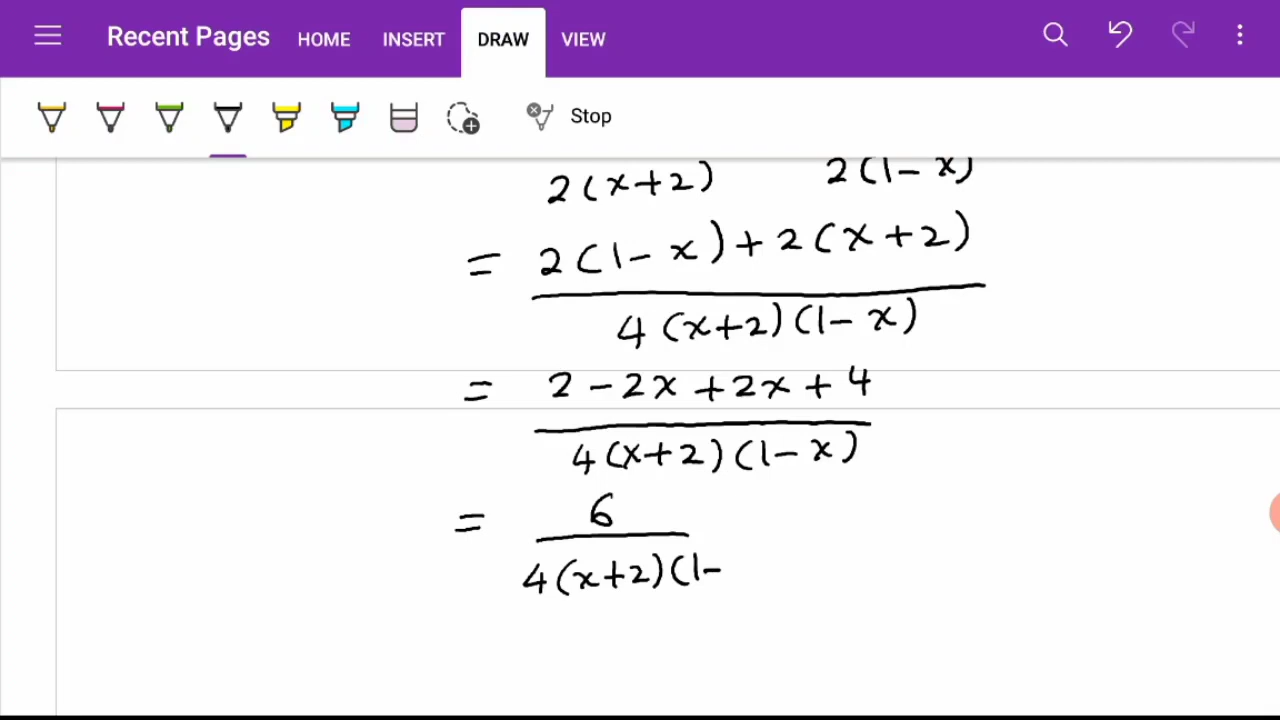 Recent Pages HOME INSERT DRAW VIEW
Stop
2(x+2) 2(1-x)
= 2(1-x)+2(x+2)
4(x+2)(1-x)
= 2-2x+2x+4
4(x+2)(1-x)
= 6
4(x+2)(1-